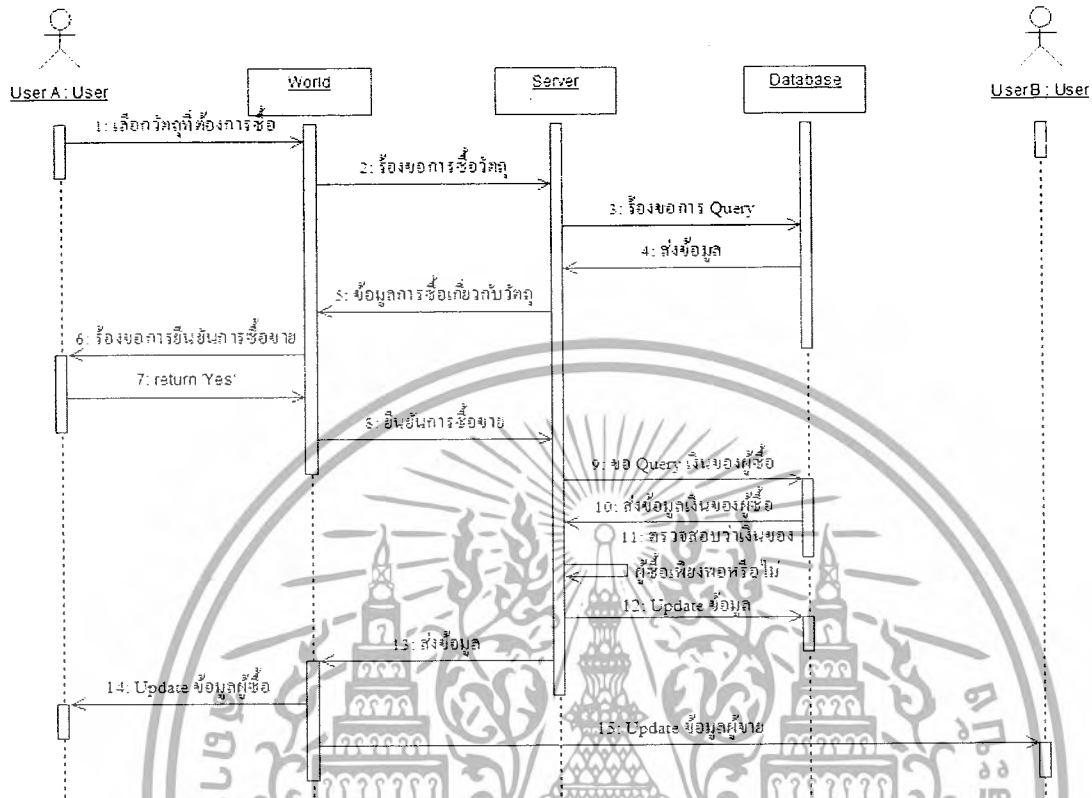 User A : User
World
Server
Database
UserB : User
1: เลือกวัตถุที่ต้องการซื้อ
2: ร้องขอการซื้อวัตถุ
3: ร้องขอการ Query
4: ส่งข้อมูล
5: ข้อมูลการซื้อเกี่ยวกับวัตถุ
6: ร้องขอการยืนยันการซื้อขาย
7: return 'Yes'
8: ยืนยันการซื้อขาย
9: ขอ Query เงินของผู้ซื้อ
10: ส่งข้อมูลเงินของผู้ซื้อ
11: ตรวจสอบว่าเงินของ
ผู้ซื้อเพียงพอหรือไม่
12: Update ข้อมูล
13: ส่งข้อมูล
14: Update ข้อมูลผู้ซื้อ
15: Update ข้อมูลผู้ขาย